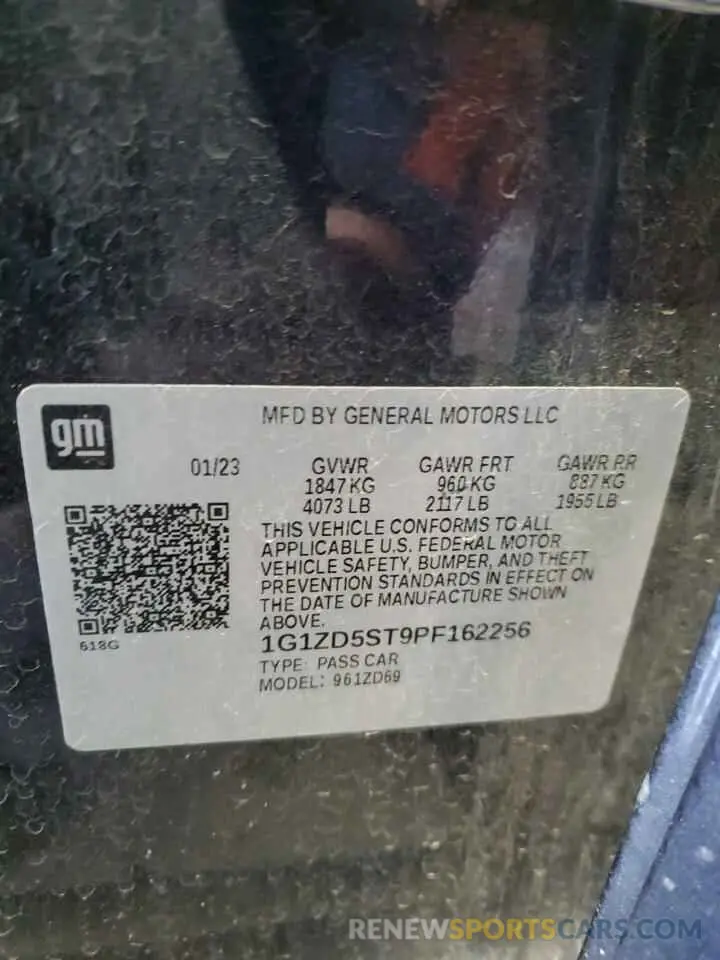 gm
MFD BY GENERAL MOTORS LLC
01/23 GVWR GAWR FRT GAWR RR
1847 KG 960 KG 887 KG
4073 LB 2117 LB 1955 LB
THIS VEHICLE CONFORMS TO ALL
APPLICABLE U.S. FEDERAL MOTOR
VEHICLE SAFETY, BUMPER, AND THEFT
PREVENTION STANDARDS IN EFFECT ON
THE DATE OF MANUFACTURE SHOWN
ABOVE.
618G
1G1ZD5ST9PF162256
TYPE: PASS CAR
MODEL: 961ZD69
RENEWSPORTSCARS.COM